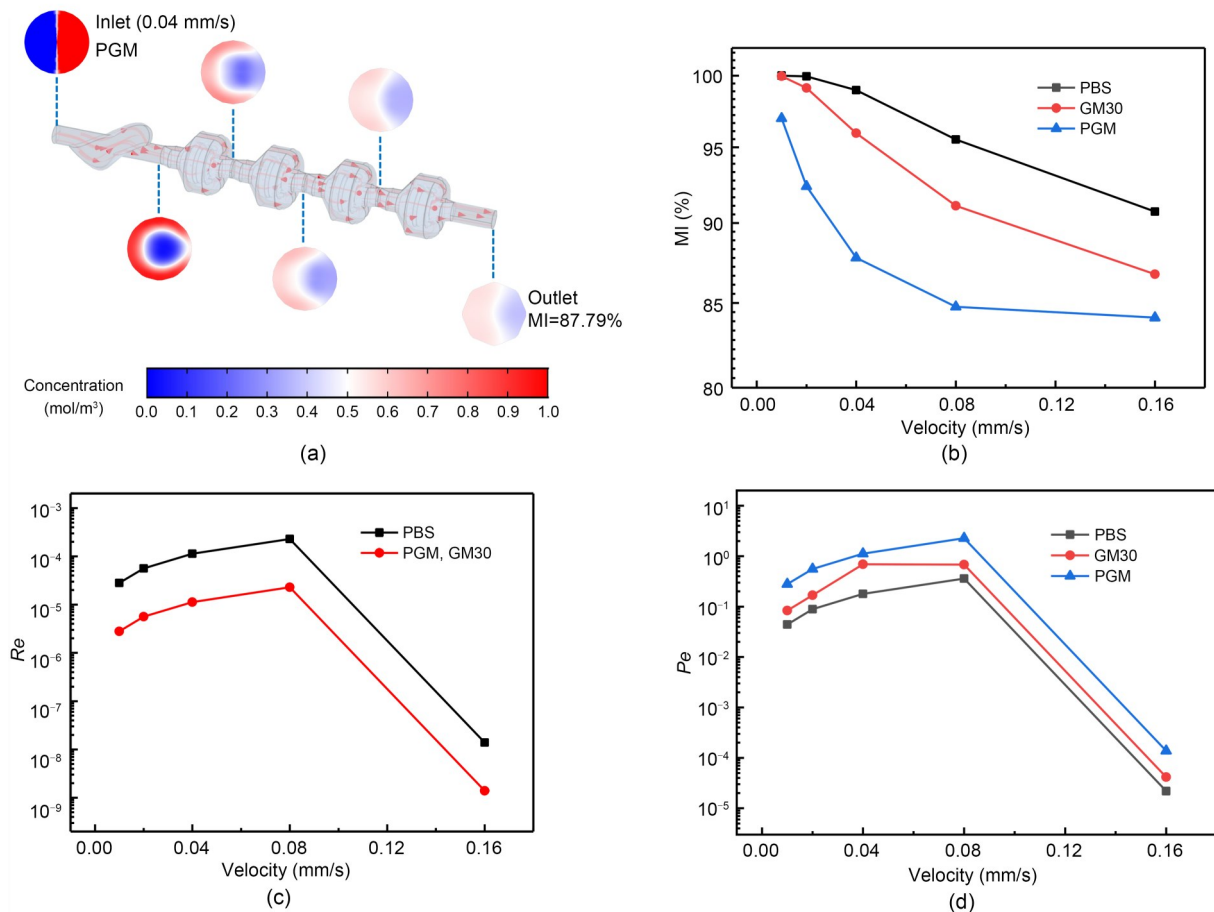 Inlet (0.04 mm/s)
PGM
Outlet
MI=87.79%
Concentration
(mol/m³)
0.0 0.1 0.2 0.3 0.4 0.5 0.6 0.7 0.8 0.9 1.0
(a)
MI (%)
100
95
90
85
80
PBS
GM30
PGM
0.00 0.04 0.08 0.12 0.16
Velocity (mm/s)
(b)
Re
10⁻³
10⁻⁴
10⁻⁵
10⁻⁶
10⁻⁷
10⁻⁸
10⁻⁹
PBS
PGM, GM30
0.00 0.04 0.08 0.12 0.16
Velocity (mm/s)
(c)
Pe
10¹
10⁰
10⁻¹
10⁻²
10⁻³
10⁻⁴
10⁻⁵
PBS
GM30
PGM
0.00 0.04 0.08 0.12 0.16
Velocity (mm/s)
(d)